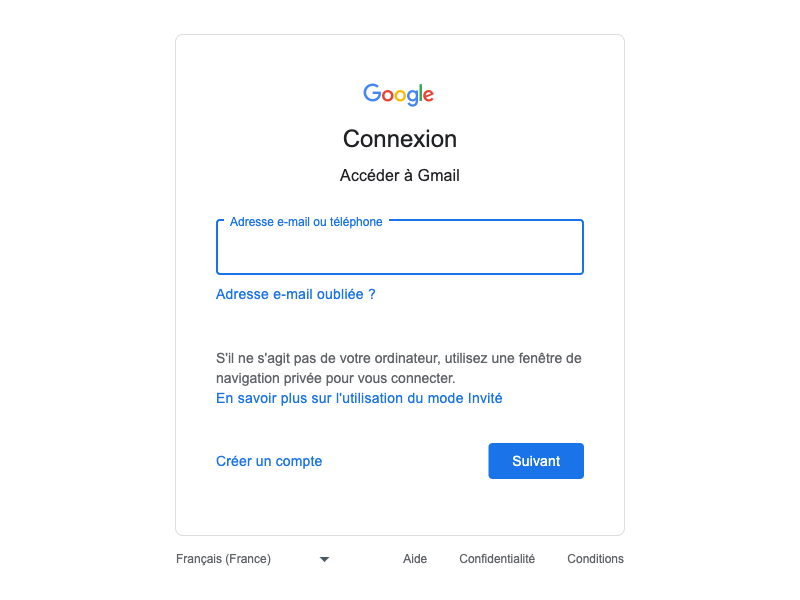 Google
Connexion
Accéder à Gmail
Adresse e-mail ou téléphone
Adresse e-mail oubliée ?
S'il ne s'agit pas de votre ordinateur, utilisez une fenêtre de
navigation privée pour vous connecter.
En savoir plus sur l'utilisation du mode Invité
Créer un compte
Suivant
Français (France)
Aide
Confidentialité
Conditions